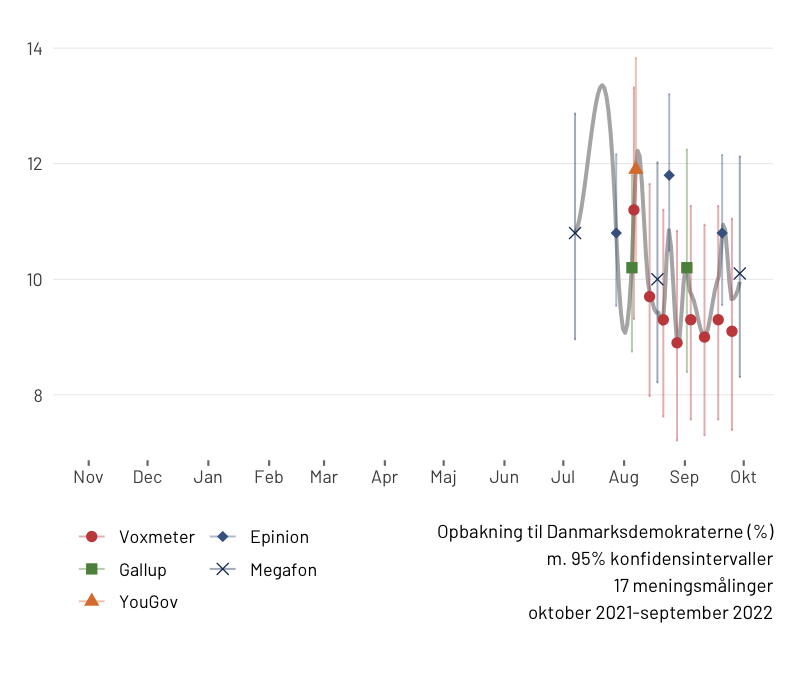 14
12
10
8
Nov Dec Jan Feb Mar Apr Maj Jun Jul Aug Sep Okt
Voxmeter Epinion
Gallup Megafon
YouGov
Opbakning til Danmarksdemokraterne (%)
m. 95% konfidensintervaller
17 meningsmålinger
oktober 2021-september 2022